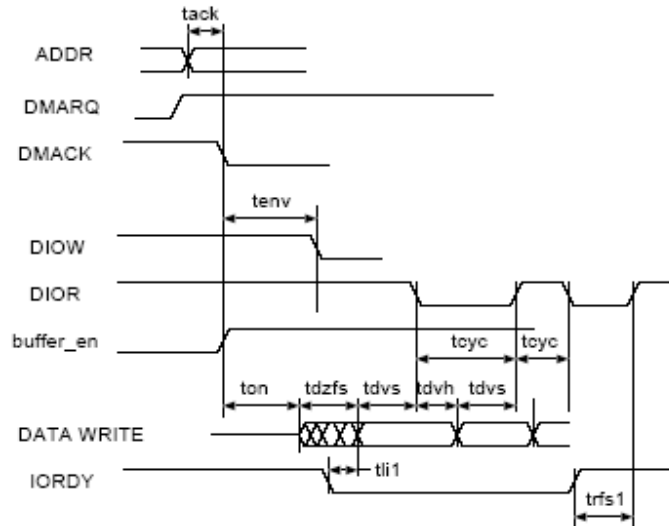 tack
ADDR
DMARQ
DMACK
tenv
DIOW
DIOR
buffer_en
tcyc tcyc
ton tdzfs tdvs tdvh tdvs
DATA WRITE
tli1
IORDY
trfs1